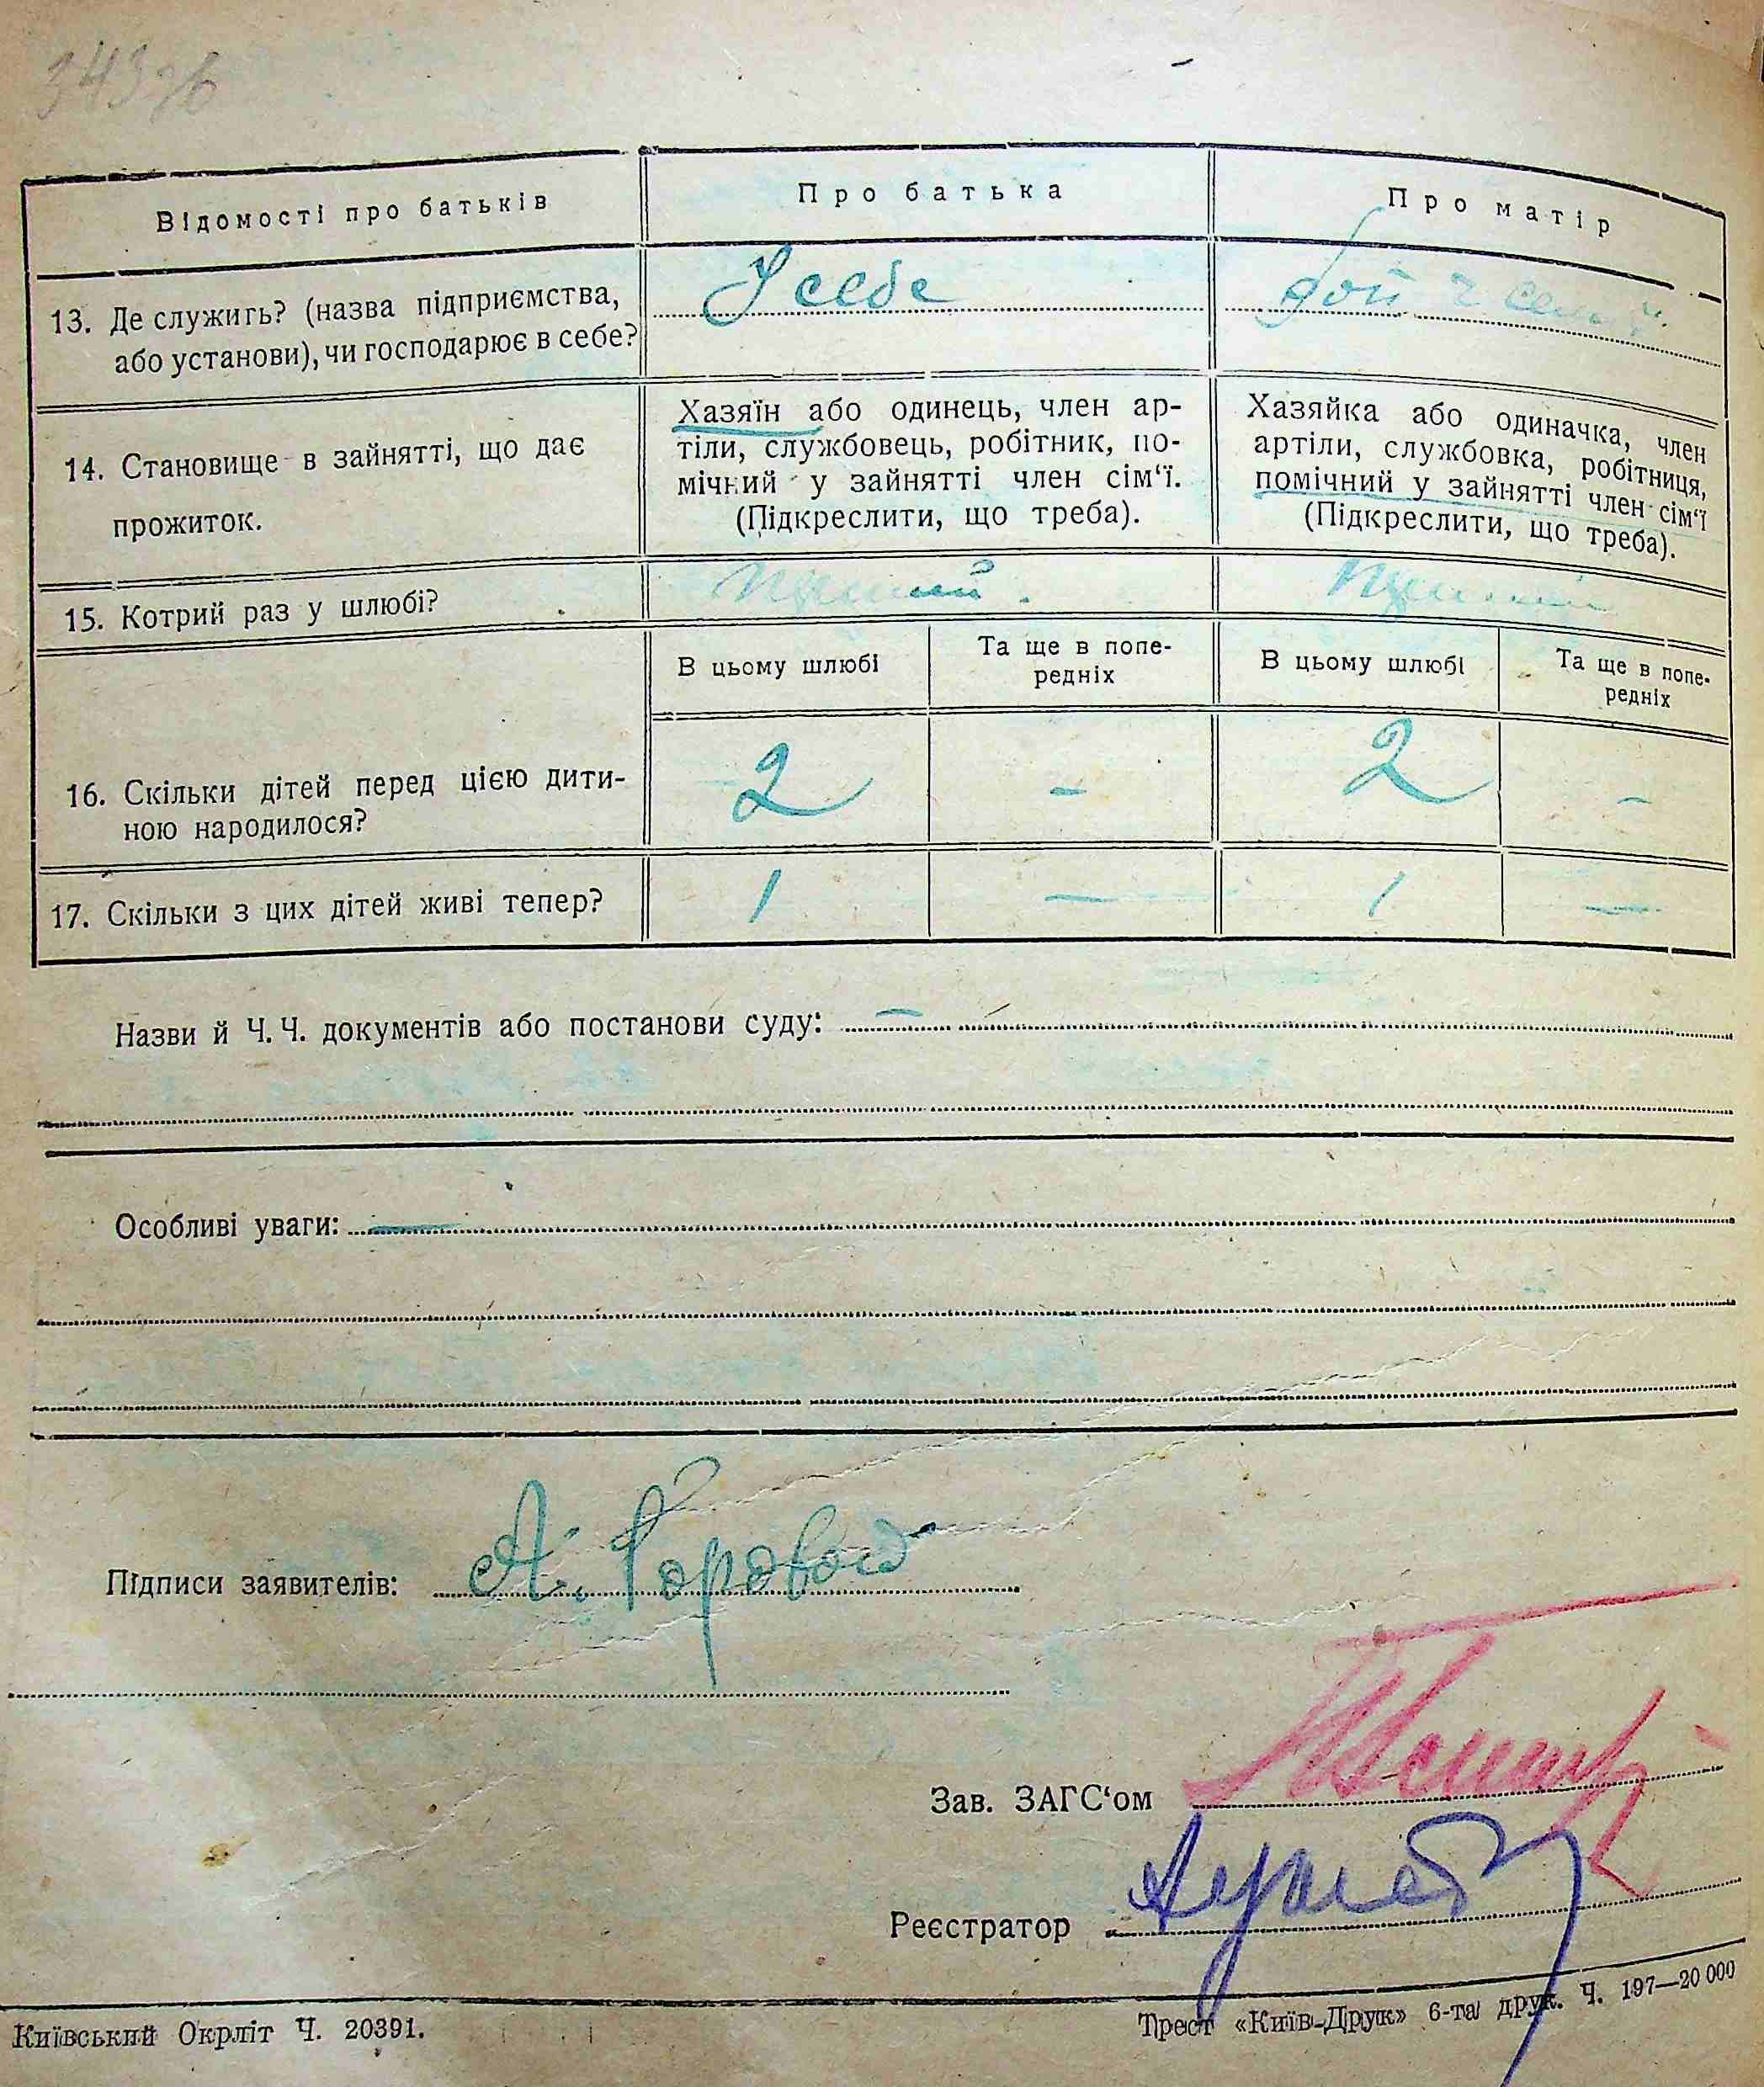 343 зв
Відомості про батьків
Про батька
Про матір
13. Де служить? (назва підприємства,
або установи), чи господарює в себе?
У себе
14. Становище в зайнятті, що дає
прожиток.
Хазяїн або одинець, член ар-
тіли, службовець, робітник, по-
мічний у зайнятті член сім‘ї.
(Підкреслити, що треба).
Хазяйка або одиначка, член
артіли, службовка, робітниця,
помічний у зайнятті член сім‘ї
(Підкреслити, що треба).
15. Котрий раз у шлюбі?
В цьому шлюбі
Та ще в попе-
редніх
В цьому шлюбі
Та ще в попе-
редніх
16. Скільки дітей перед цією дити-
ною народилося?
2 – 2 –
17. Скільки з цих дітей живі тепер?
1 — 1 —
Назви й Ч. Ч. документів або постанови суду: —
Особливі уваги: —
Підписи заявителів: А. Горовой
Зав. ЗАГС‘ом
Реєстратор
Київський Окрліт Ч. 20391.
Трест «Київ-Друк» 6-та друк. Ч. 197—20 000